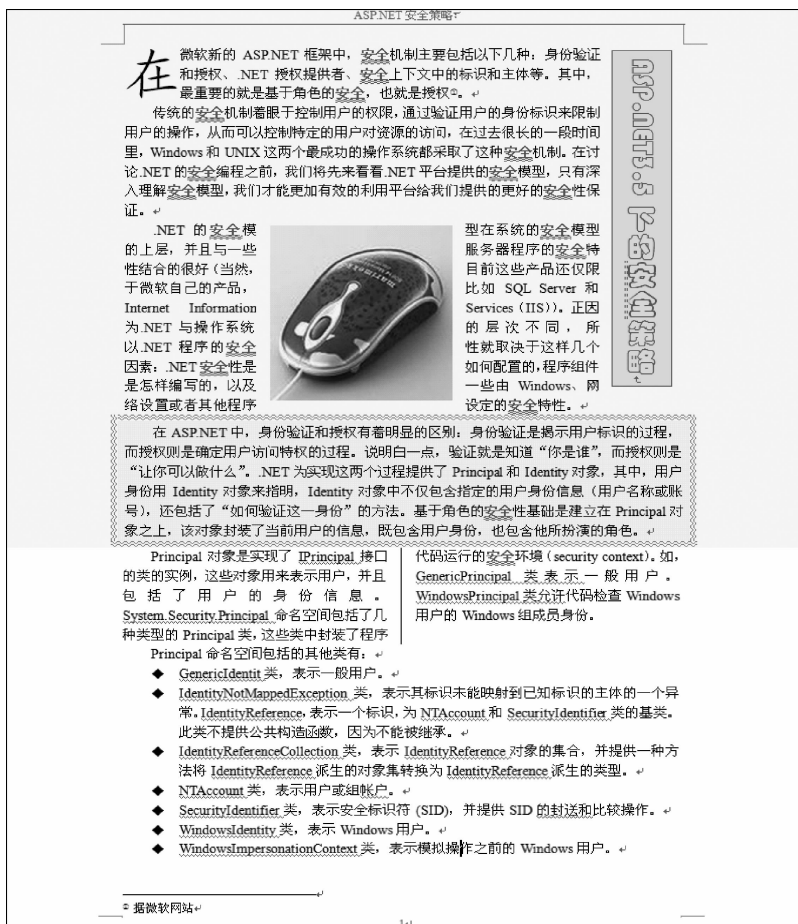 ASP.NET 安全策略
在微软新的 ASP.NET 框架中，安全机制主要包括以下几种：身份验证
和授权、.NET 授权提供者、安全上下文中的标识和主体等。其中，
最重要的就是基于角色的安全，也就是授权①。
传统的安全机制着眼于控制用户的权限，通过验证用户的身份标识来限制
用户的操作，从而可以控制特定的用户对资源的访问，在过去很长的一段时间
里，Windows 和 UNIX 这两个最成功的操作系统都采取了这种安全机制。在讨
论.NET 的安全编程之前，我们将先来看看.NET 平台提供的安全模型，只有深
入理解安全模型，我们才能更加有效的利用平台给我们提供的更好的安全性保
证。
.NET 的安全模 型在系统的安全模型
的上层，并且与一些 服务器程序的安全特
性结合的很好（当然， 目前这些产品还仅限
于微软自己的产品， 比如 SQL Server 和
Internet Information Services（IIS））。正因
为.NET 与操作系统 的层次不同，所
以.NET 程序的安全 性就取决于这样几个
因素：.NET 安全性是 如何配置的，程序组件
是怎样编写的，以及 一些由 Windows、网
络设置或者其他程序 设定的安全特性。
ASP.NET3.5 下的安全策略
在 ASP.NET 中，身份验证和授权有着明显的区别：身份验证是揭示用户标识的过程，
而授权则是确定用户访问特权的过程。说明白一点，验证就是知道“你是谁”，而授权则是
“让你可以做什么”。.NET 为实现这两个过程提供了 Principal 和 Identity 对象，其中，用户
身份用 Identity 对象来指明，Identity 对象中不仅包含指定的用户身份信息（用户名称或账
号），还包括了“如何验证这一身份”的方法。基于角色的安全性基础是建立在 Principal 对
象之上，该对象封装了当前用户的信息，既包含用户身份，也包含他所扮演的角色。
Principal 对象是实现了 IPrincipal 接口
的类的实例，这些对象用来表示用户，并且
包括了用户的身份信息。
System.Security.Principal 命名空间包括了几
种类型的 Principal 类，这些类中封装了程序
代码运行的安全环境（security context）。如，
GenericPrincipal 类表示一般用户。
WindowsPrincipal 类允许代码检查 Windows
用户的 Windows 组成员身份。
Principal 命名空间包括的其他类有：
◆ GenericIdentit 类，表示一般用户。
◆ IdentityNotMappedException 类，表示其标识未能映射到已知标识的主体的一个异
常。IdentityReference，表示一个标识，为 NTAccount 和 SecurityIdentifier 类的基类。
此类不提供公共构造函数，因为不能被继承。
◆ IdentityReferenceCollection 类，表示 IdentityReference 对象的集合，并提供一种方
法将 IdentityReference 派生的对象集转换为 IdentityReference 派生的类型。
◆ NTAccount 类，表示用户或组帐户。
◆ SecurityIdentifier 类，表示安全标识符 (SID)，并提供 SID 的封送和比较操作。
◆ WindowsIdentity 类，表示 Windows 用户。
◆ WindowsImpersonationContext 类，表示模拟操作之前的 Windows 用户。
① 据微软网站
1